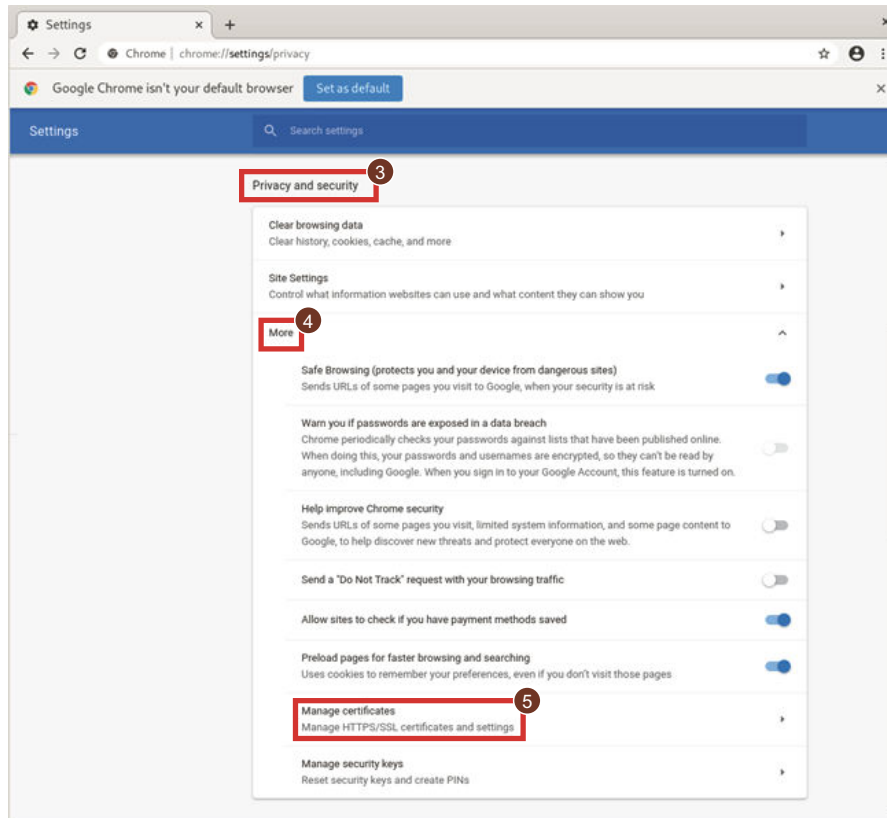 Settings
Chrome | chrome://settings/privacy
Google Chrome isn't your default browser Set as default
Settings Search settings
Privacy and security 3
Clear browsing data
Clear history, cookies, cache, and more
Site Settings
Control what information websites can use and what content they can show you
More 4
Safe Browsing (protects you and your device from dangerous sites)
Sends URLs of some pages you visit to Google, when your security is at risk
Warn you if passwords are exposed in a data breach
Chrome periodically checks your passwords against lists that have been published online.
When doing this, your passwords and usernames are encrypted, so they can't be read by
anyone, including Google. When you sign in to your Google Account, this feature is turned on.
Help improve Chrome security
Sends URLs of some pages you visit, limited system information, and some page content to
Google, to help discover new threats and protect everyone on the web.
Send a "Do Not Track" request with your browsing traffic
Allow sites to check if you have payment methods saved
Preload pages for faster browsing and searching
Uses cookies to remember your preferences, even if you don't visit those pages
Manage certificates 5
Manage HTTPS/SSL certificates and settings
Manage security keys
Reset security keys and create PINs